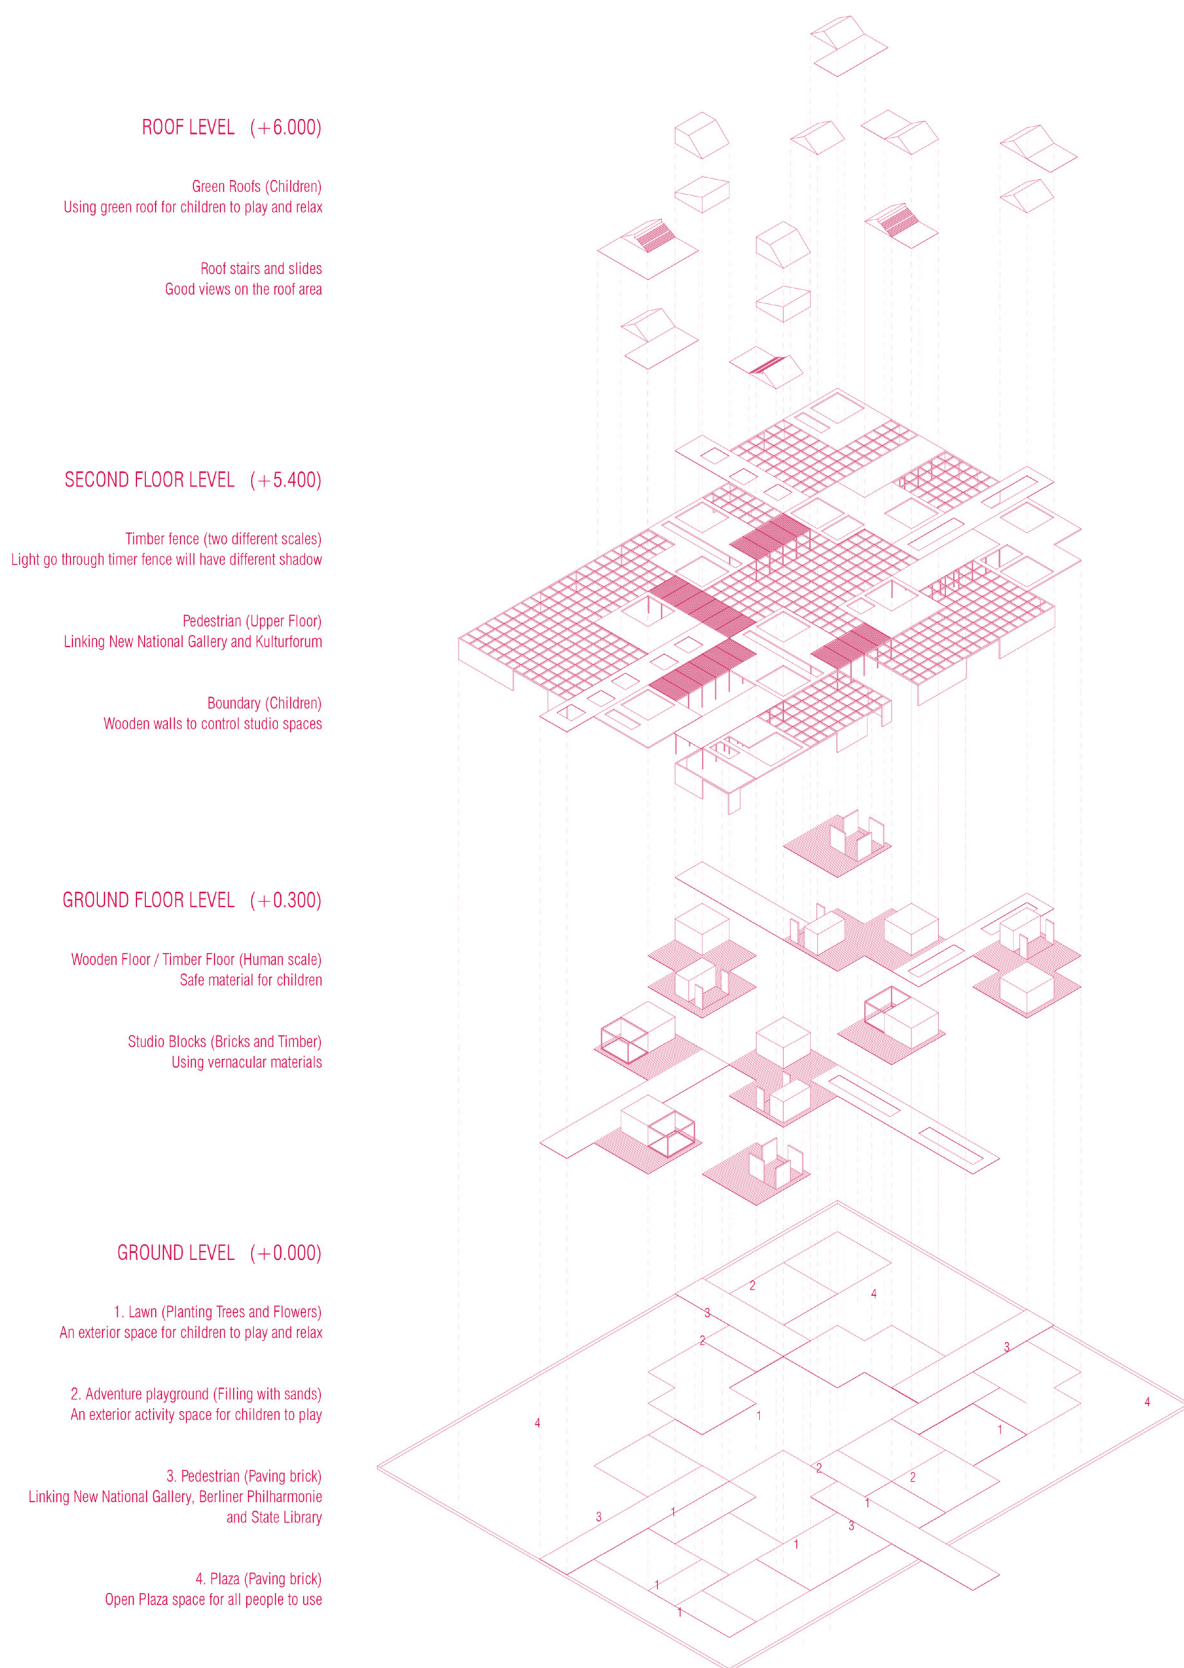 ROOF LEVEL (+6.000)
Green Roofs (Children)
Using green roof for children to play and relax
Roof stairs and slides
Good views on the roof area
SECOND FLOOR LEVEL (+5.400)
Timber fence (two different scales)
Light go through timer fence will have different shadow
Pedestrian (Upper Floor)
Linking New National Gallery and Kulturforum
Boundary (Children)
Wooden walls to control studio spaces
GROUND FLOOR LEVEL (+0.300)
Wooden Floor / Timber Floor (Human scale)
Safe material for children
Studio Blocks (Bricks and Timber)
Using vernacular materials
GROUND LEVEL (+0.000)
1. Lawn (Planting Trees and Flowers)
An exterior space for children to play and relax
2. Adventure playground (Filling with sands)
An exterior activity space for children to play
3. Pedestrian (Paving brick)
Linking New National Gallery, Berliner Philharmonie
and State Library
4. Plaza (Paving brick)
Open Plaza space for all people to use
2
4
3
2
3
4
1
4
1
2
2
1
3
1
3
1
1
1